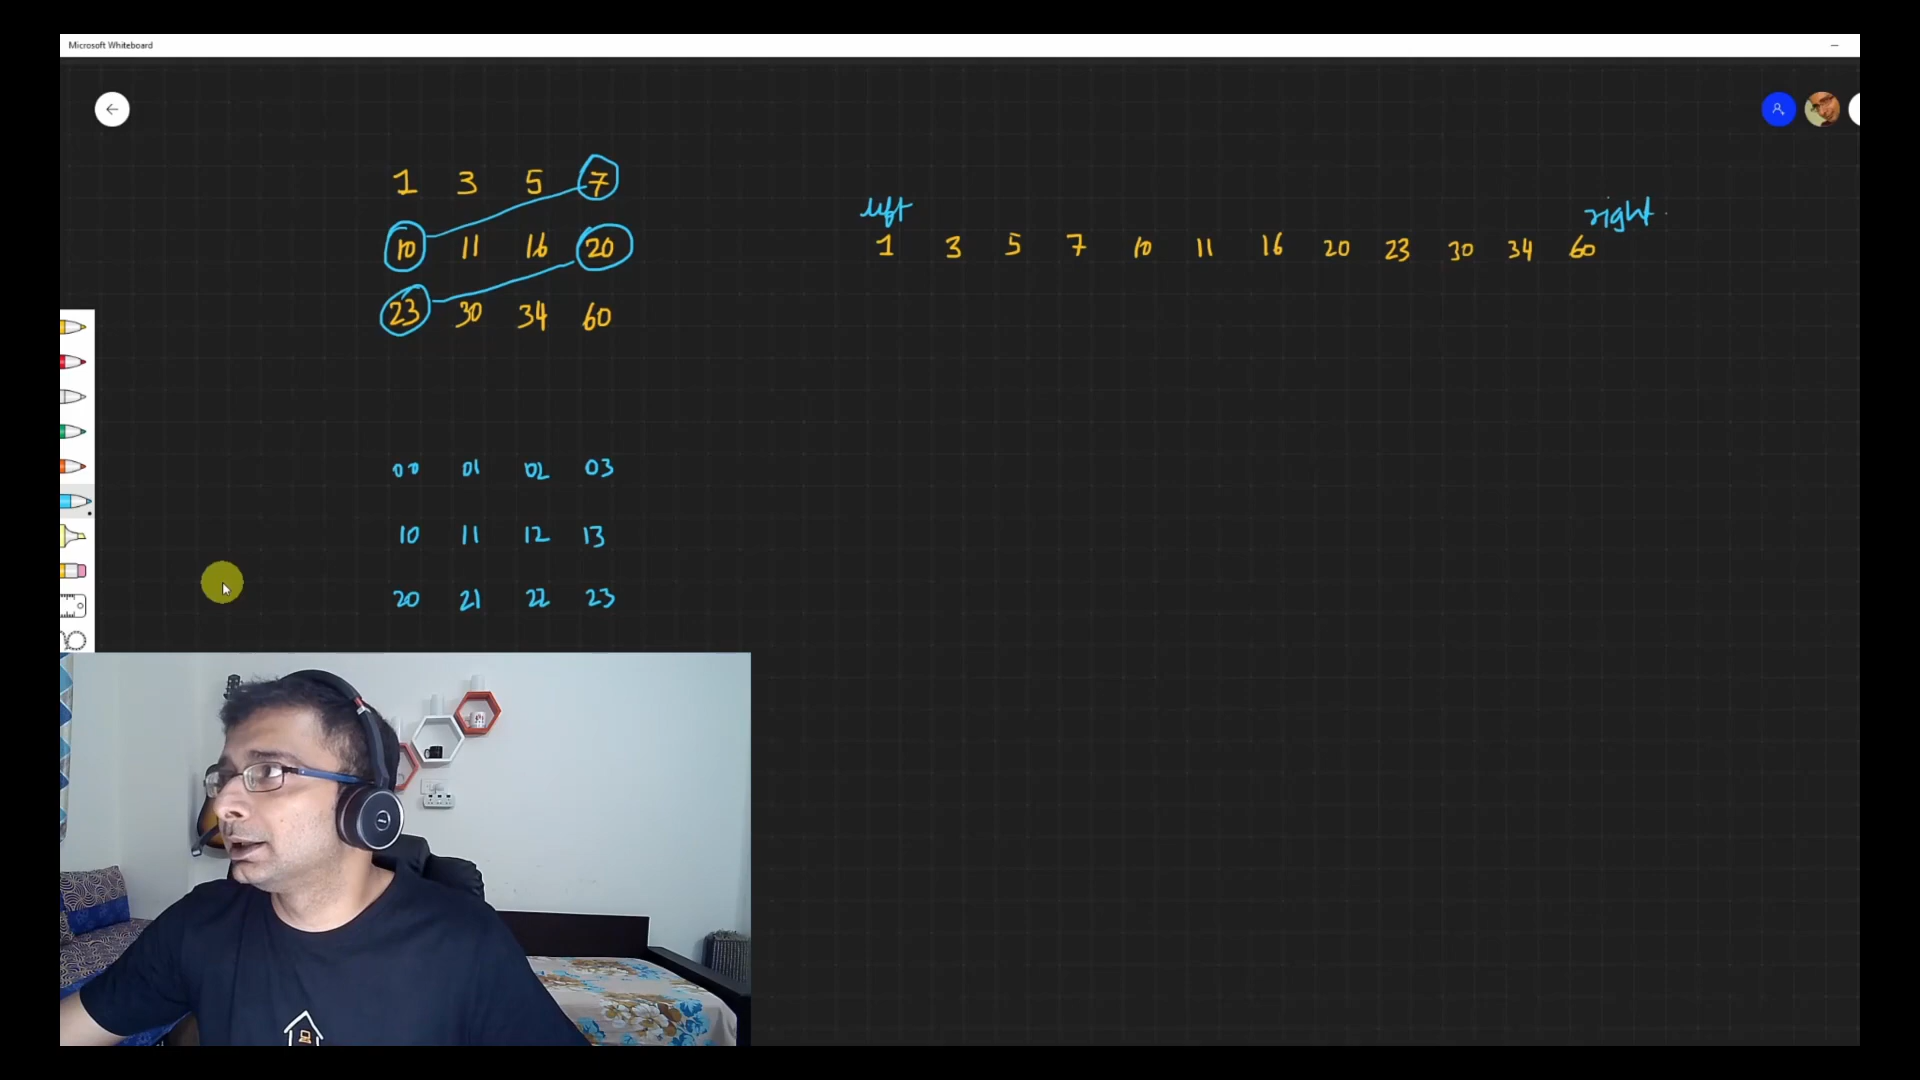 Microsoft Whiteboard
1 3 5 7
10 11 16 20
23 30 34 60
left right
1 3 5 7 10 11 16 20 23 30 34 60
00 01 02 03
10 11 12 13
20 21 22 23